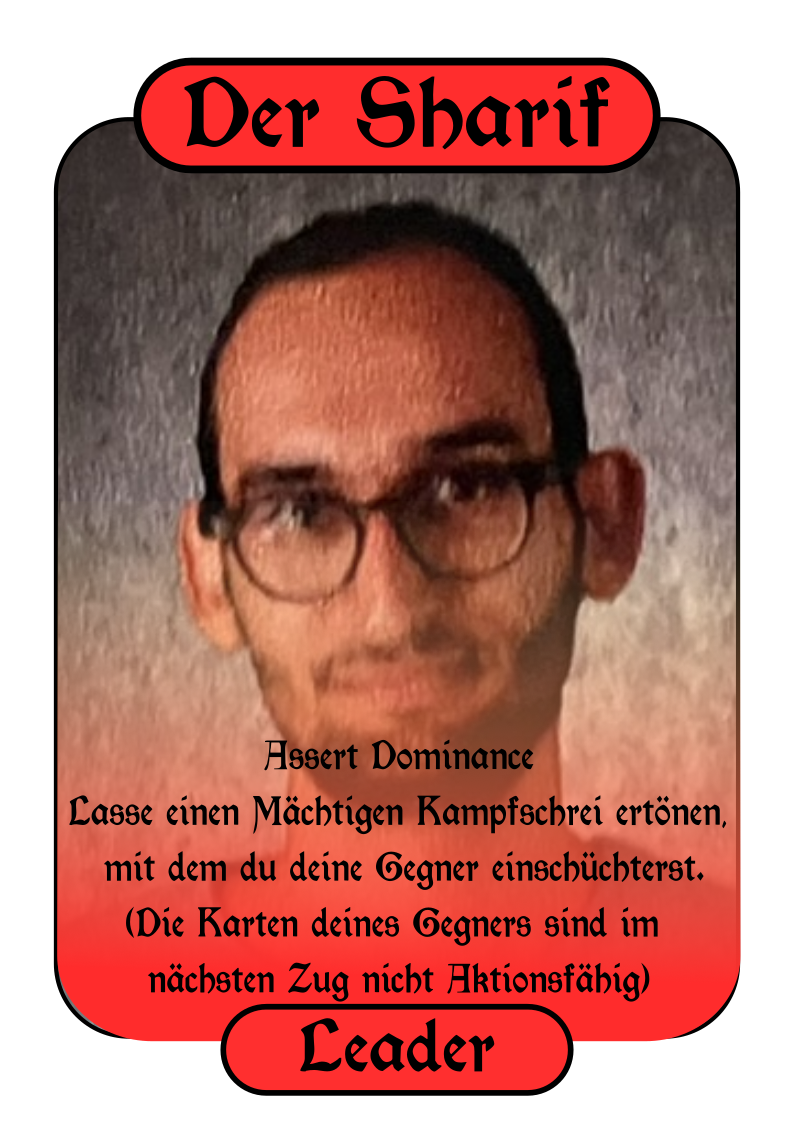 Der Sharif
Assert Dominance
Lasse einen Mächtigen Kampfschrei ertönen,
mit dem du deine Gegner einschüchterst.
(Die Karten deines Gegners sind im
nächsten Zug nicht Aktionsfähig)
Leader